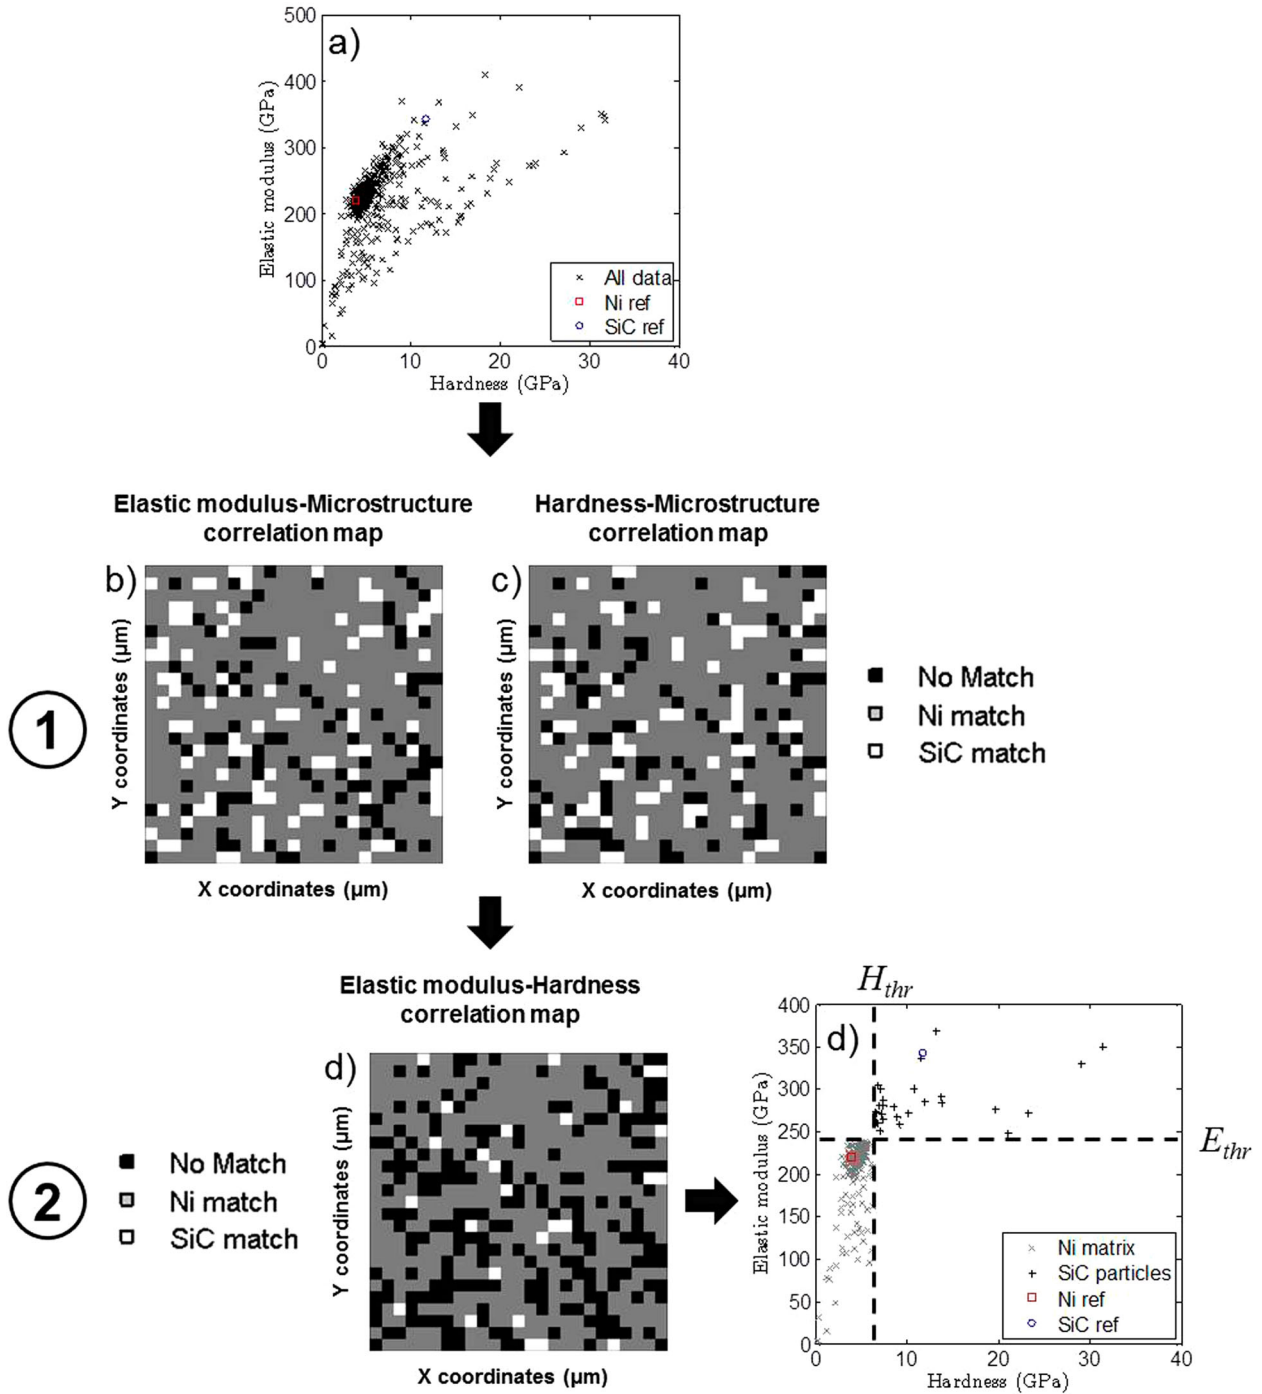 a)
500
400
300
200
100
0
Elastic modulus (GPa)
0 10 20 30 40
Hardness (GPa)
All data
Ni ref
SiC ref
Elastic modulus-Microstructure
correlation map
Hardness-Microstructure
correlation map
b)
Y coordinates (µm)
X coordinates (µm)
c)
Y coordinates (µm)
X coordinates (µm)
No Match
Ni match
SiC match
1
Elastic modulus-Hardness
correlation map
d)
Y coordinates (µm)
X coordinates (µm)
2
No Match
Ni match
SiC match
H thr
E thr
d)
400
350
300
250
200
150
100
50
0
Elastic modulus (GPa)
0 10 20 30 40
Hardness (GPa)
Ni matrix
SiC particles
Ni ref
SiC ref